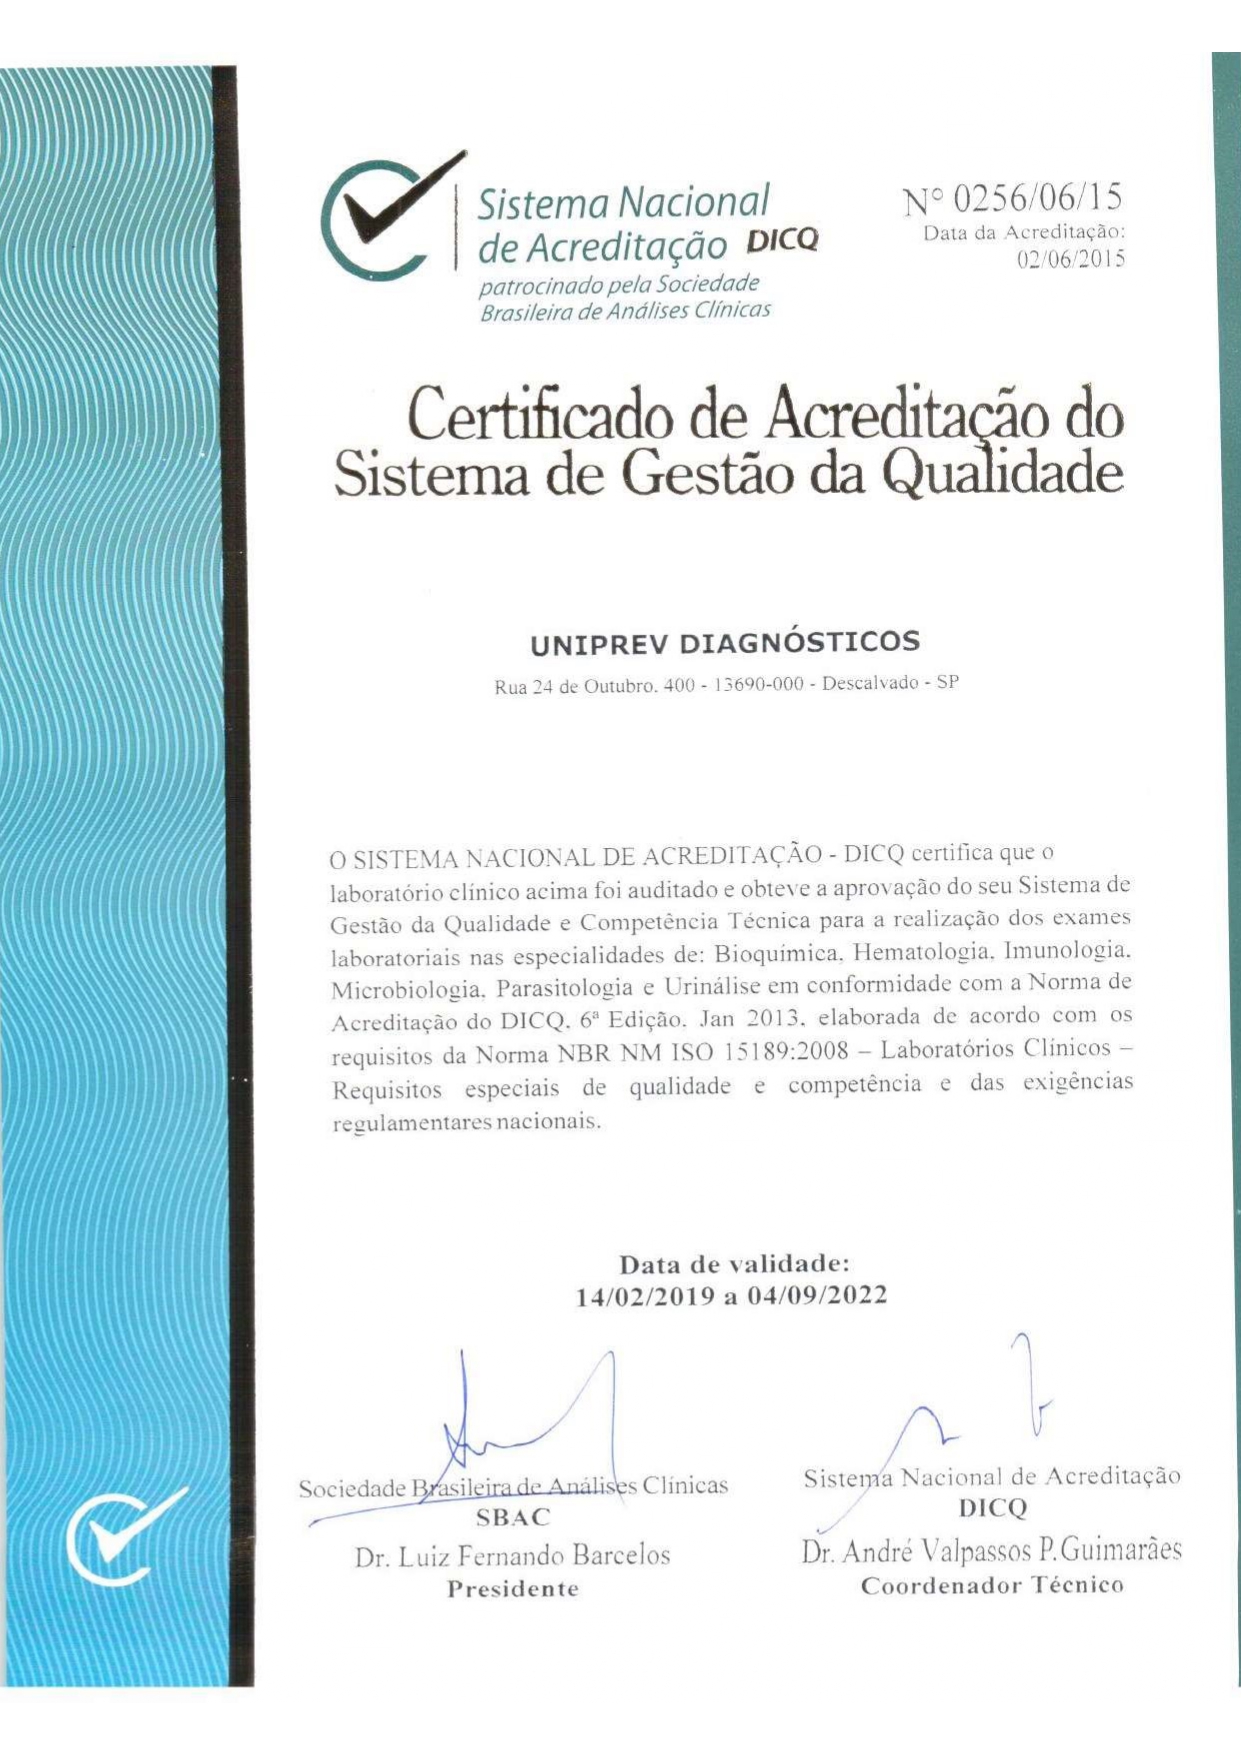 Sistema Nacional
de Acreditação DICQ
patrocinado pela Sociedade
Brasileira de Análises Clínicas
Nº 0256/06/15
Data da Acreditação:
02/06/2015
Certificado de Acreditação do
Sistema de Gestão da Qualidade
UNIPREV DIAGNÓSTICOS
Rua 24 de Outubro. 400 - 13690-000 - Descalvado - SP
O SISTEMA NACIONAL DE ACREDITAÇÃO - DICQ certifica que o
laboratório clínico acima foi auditado e obteve a aprovação do seu Sistema de
Gestão da Qualidade e Competência Técnica para a realização dos exames
laboratoriais nas especialidades de: Bioquímica. Hematologia. Imunologia.
Microbiologia. Parasitologia e Urinálise em conformidade com a Norma de
Acreditação do DICQ. 6ª Edição. Jan 2013. elaborada de acordo com os
requisitos da Norma NBR NM ISO 15189:2008 – Laboratórios Clínicos –
Requisitos especiais de qualidade e competência e das exigências
regulamentares nacionais.
Data de validade:
14/02/2019 a 04/09/2022
Sociedade Brasileira de Análises Clínicas
SBAC
Dr. Luiz Fernando Barcelos
Presidente
Sistema Nacional de Acreditação
DICQ
Dr. André Valpassos P.Guimarães
Coordenador Técnico